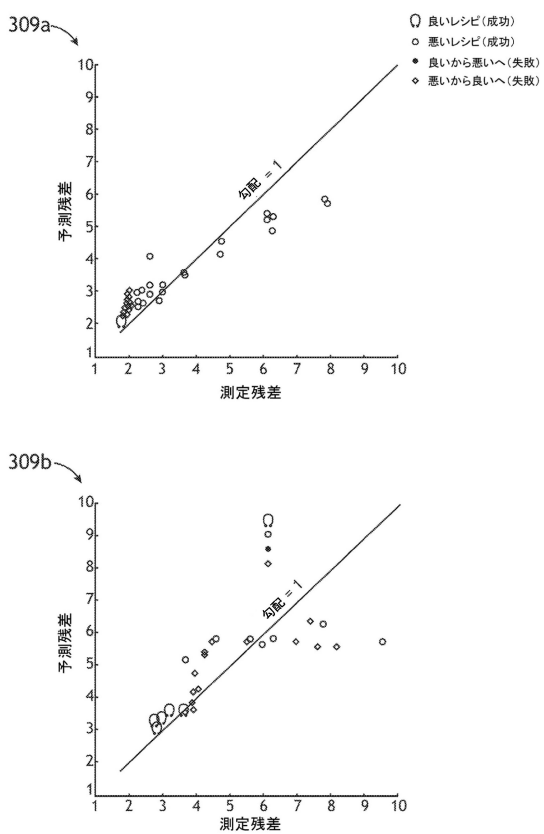 309a
良いレシピ(成功)
悪いレシピ(成功)
良いから悪いへ(失敗)
悪いから良いへ(失敗)
10
9
8
7
6
5
4
3
2
1
予測残差
勾配 = 1
1 2 3 4 5 6 7 8 9 10
測定残差
309b
10
9
8
7
6
5
4
3
2
1
予測残差
勾配 = 1
1 2 3 4 5 6 7 8 9 10
測定残差